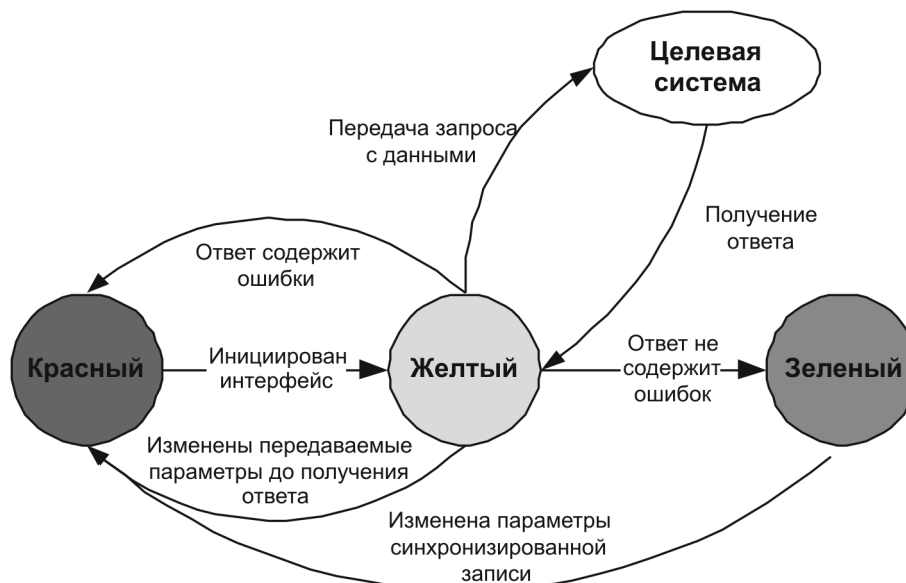 Целевая
система
Передача запроса
с данными
Получение
ответа
Ответ содержит
ошибки
Красный
Инициирован
интерфейс
Желтый
Ответ не
содержит
ошибок
Зеленый
Изменены передаваемые
параметры до получения
ответа
Изменена параметры
синхронизированной
записи